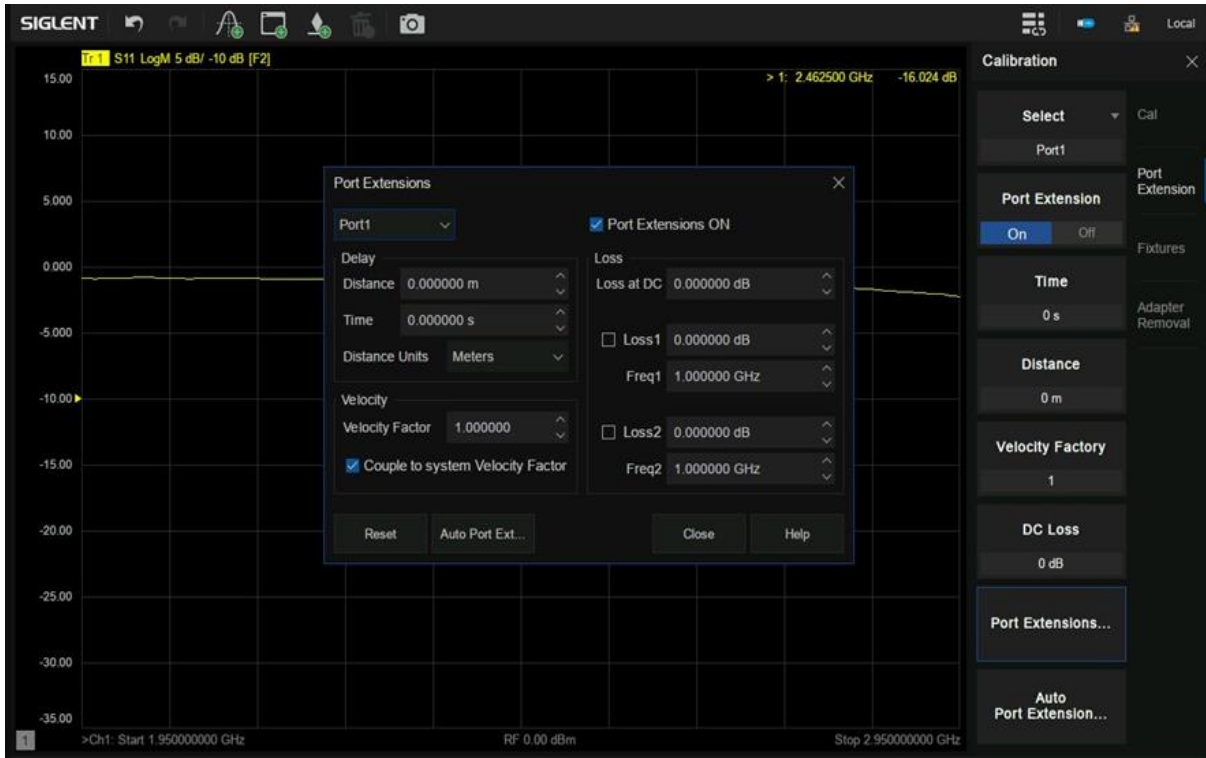 SIGLENT
Local
Tr 1 S11 LogM 5 dB/ -10 dB [F2]
> 1: 2.462500 GHz -16.024 dB
15.00
10.00
5.000
0.000
-5.000
-10.00
-15.00
-20.00
-25.00
-30.00
-35.00
Port Extensions
Port1
Port Extensions ON
Delay
Distance 0.000000 m
Time 0.000000 s
Distance Units Meters
Velocity
Velocity Factor 1.000000
Couple to system Velocity Factor
Loss
Loss at DC 0.000000 dB
Loss1 0.000000 dB
Freq1 1.000000 GHz
Loss2 0.000000 dB
Freq2 1.000000 GHz
Reset
Auto Port Ext...
Close
Help
1
>Ch1: Start 1.950000000 GHz
RF 0.00 dBm
Stop 2.950000000 GHz
Calibration
Select
Port1
Port Extension
On Off
Time
0 s
Distance
0 m
Velocity Factory
1
DC Loss
0 dB
Port Extensions...
Auto
Port Extension...
Cal
Port
Extension
Fixtures
Adapter
Removal